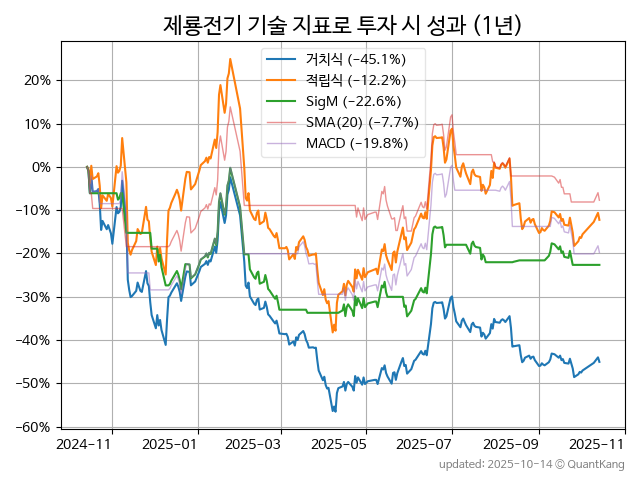 제룡전기 기술 지표로 투자 시 성과 (1년)
거치식 (−45.1%)
적립식 (−12.2%)
SigM (−22.6%)
SMA(20) (−7.7%)
MACD (−19.8%)
20%
10%
0%
−10%
−20%
−30%
−40%
−50%
−60%
2024-11 2025-01 2025-03 2025-05 2025-07 2025-09 2025-11
updated: 2025-10-14 © QuantKang